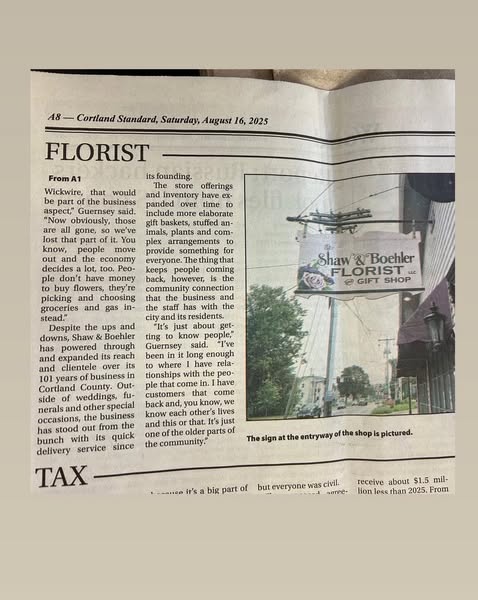 A8 — Cortland Standard, Saturday, August 16, 2025
FLORIST
From A1
Wickwire, that would
be part of the business
aspect,” Guernsey said.
“Now obviously, those
are all gone, so we’ve
lost that part of it. You
know, people move
out and the economy
decides a lot, too. Peo-
ple don’t have money
to buy flowers, they’re
picking and choosing
groceries and gas in-
stead.”
Despite the ups and
downs, Shaw & Boehler
has powered through
and expanded its reach
and clientele over its
101 years of business in
Cortland County. Out-
side of weddings, fu-
nerals and other special
occasions, the business
has stood out from the
bunch with its quick
delivery service since
its founding.
The store offerings
and inventory have ex-
panded over time to
include more elaborate
gift baskets, stuffed an-
imals, plants and com-
plex arrangements to
provide something for
everyone. The thing that
keeps people coming
back, however, is the
community connection
that the business and
the staff has with the
city and its residents.
“It’s just about get-
ting to know people,”
Guernsey said. “I’ve
been in it long enough
to where I have rela-
tionships with the peo-
ple that come in. I have
customers that come
back and, you know, we
know each other’s lives
and this or that. It’s just
one of the older parts of
the community.”
Shaw & Boehler
FLORIST LLC
AND GIFT SHOP
The sign at the entryway of the shop is pictured.
TAX
because it’s a big part of
but everyone was civil.
agree-
receive about $1.5 mil-
lion less than 2025. From